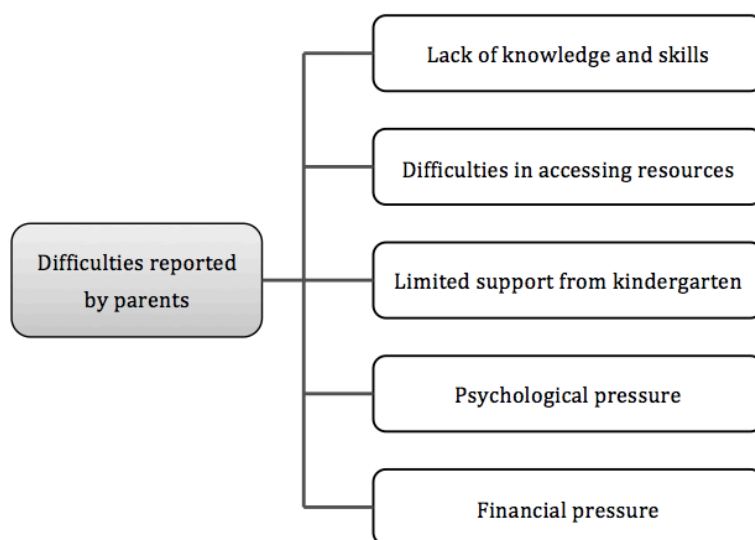 Difficulties reported
by parents
Lack of knowledge and skills
Difficulties in accessing resources
Limited support from kindergarten
Psychological pressure
Financial pressure